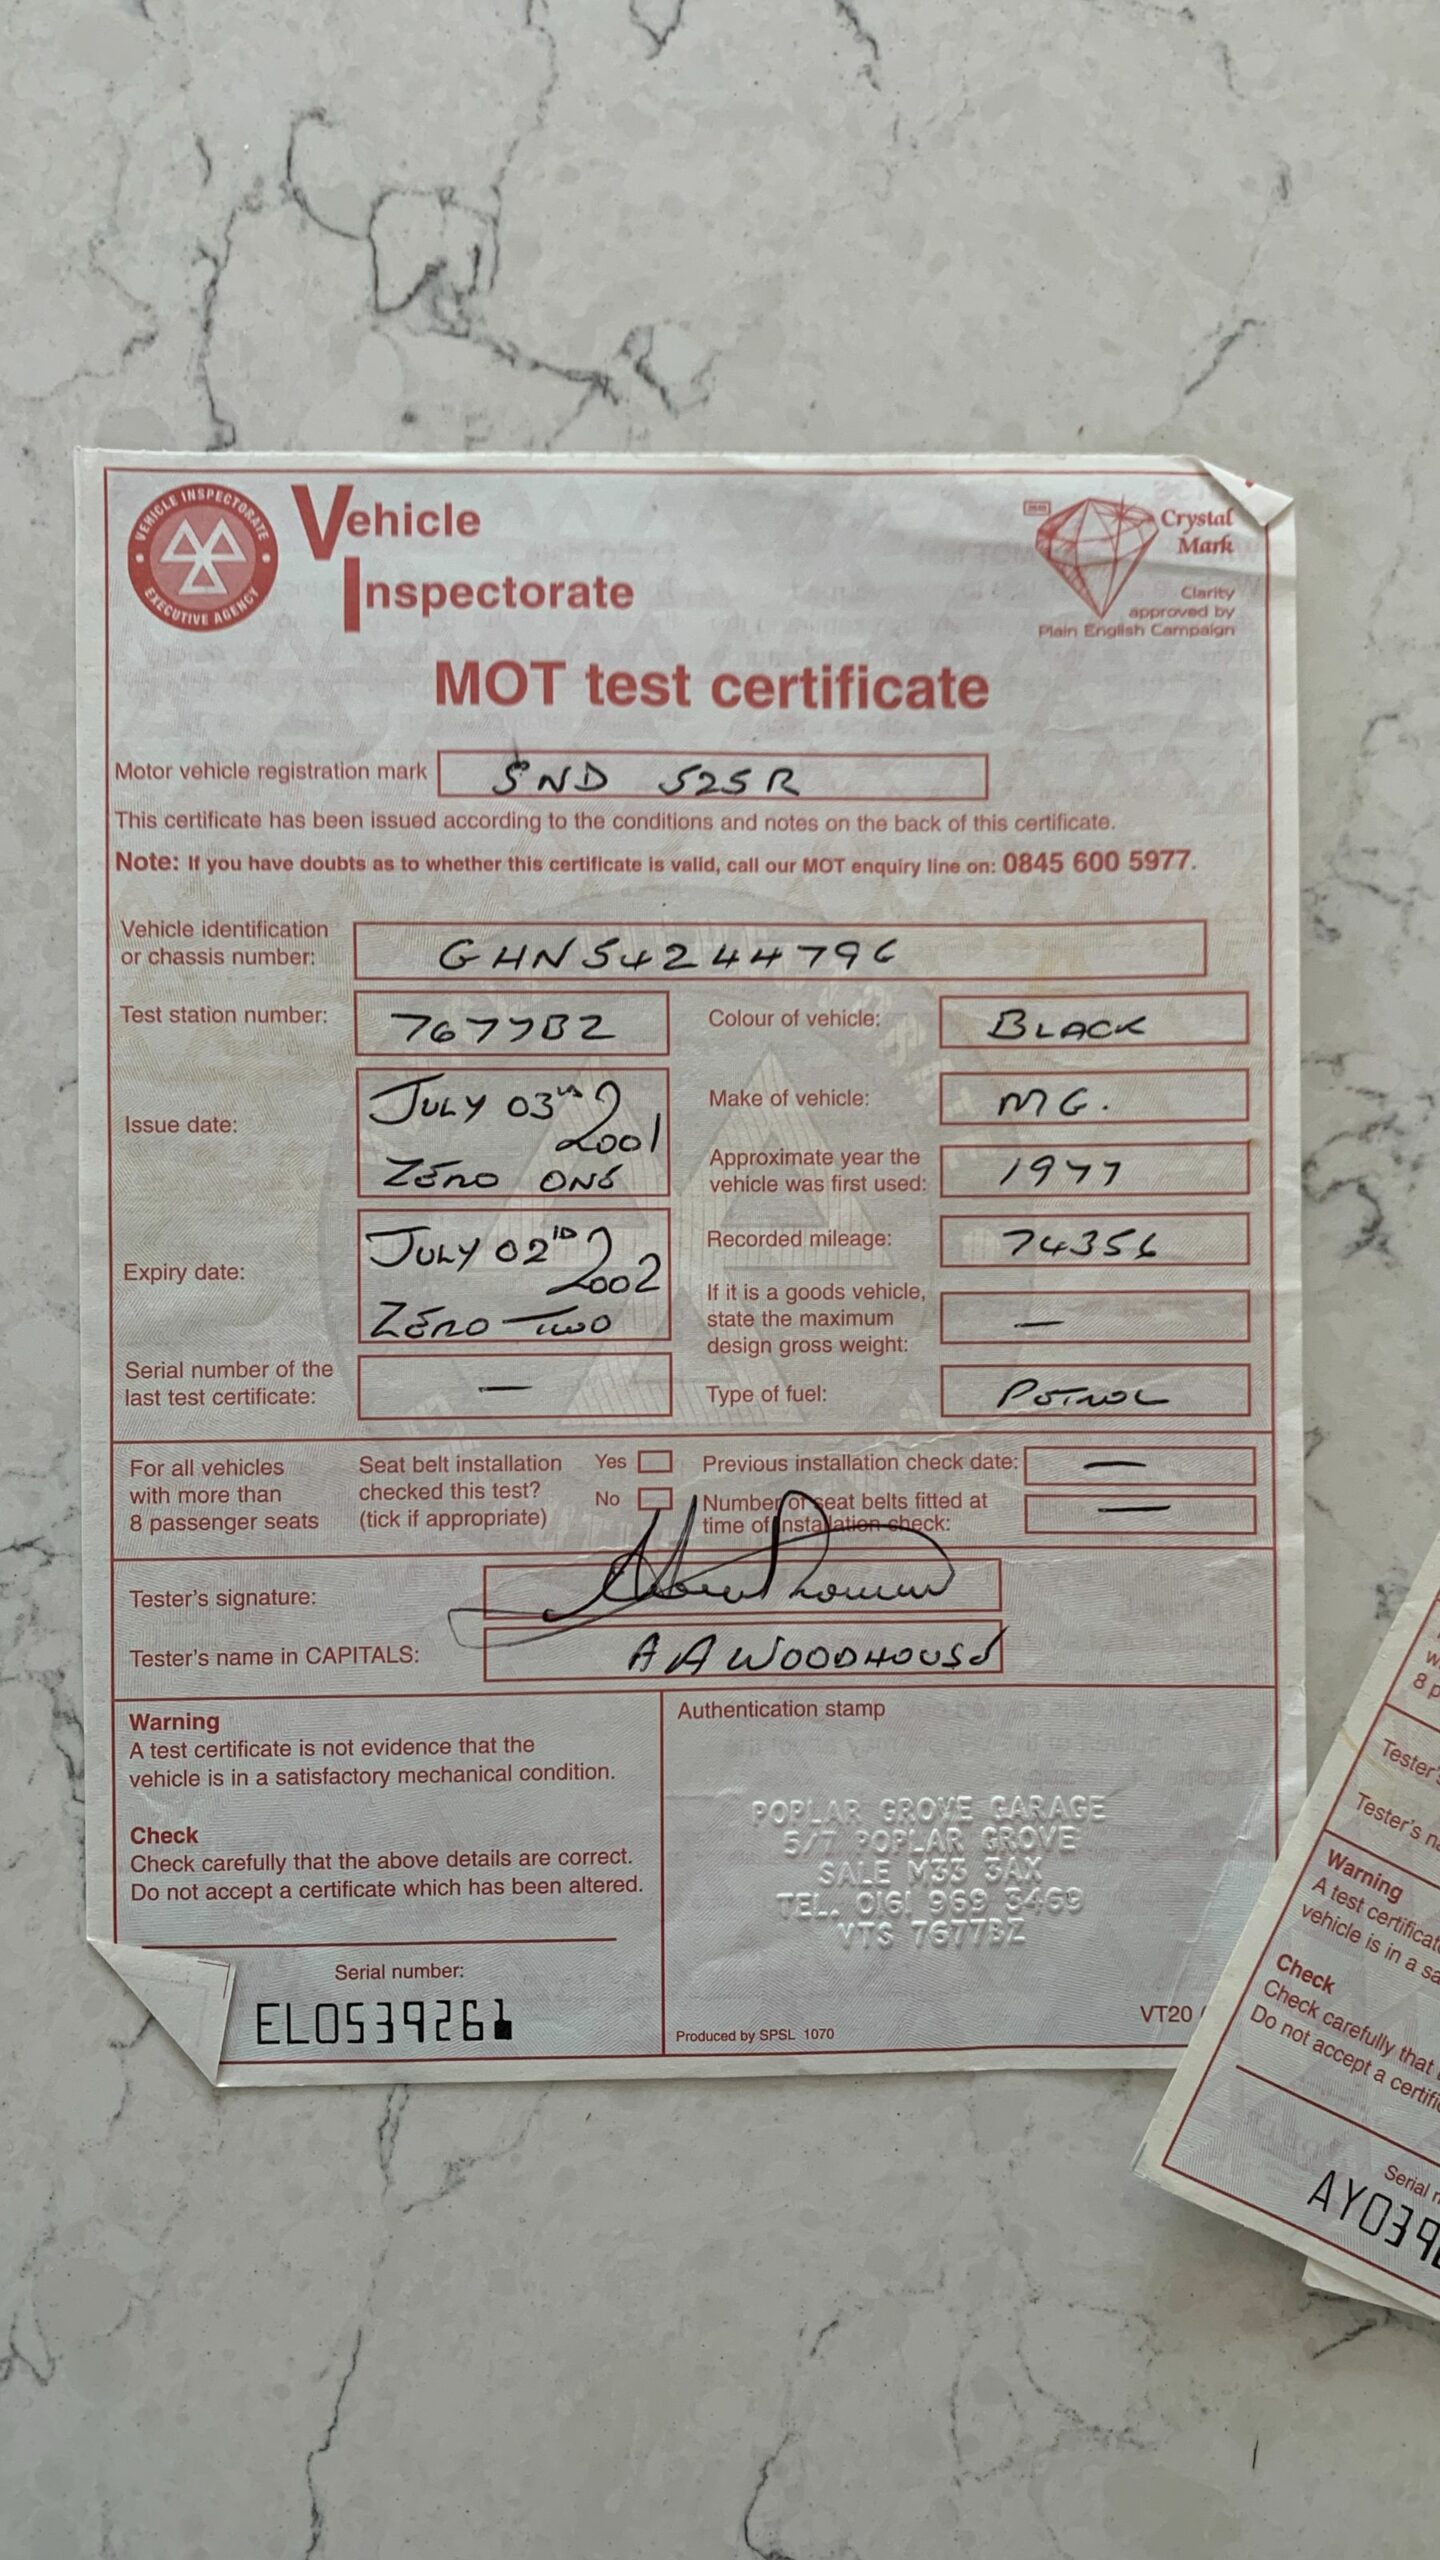 VEHICLE INSPECTORATE
EXECUTIVE AGENCY
Vehicle
Inspectorate
Crystal
Mark
Clarity
approved by
Plain English Campaign
MOT test certificate
Motor vehicle registration mark SND 525R
This certificate has been issued according to the conditions and notes on the back of this certificate.
Note: If you have doubts as to whether this certificate is valid, call our MOT enquiry line on: 0845 600 5977.
Vehicle identification
or chassis number: GHN5424479G
Test station number: 7677BZ
Colour of vehicle: BLACK
Issue date: JULY 03
2001
ZERO ONE
Make of vehicle: MG.
Approximate year the
vehicle was first used: 1977
Expiry date: JULY 02
2002
ZERO TWO
Recorded mileage: 74356
If it is a goods vehicle,
state the maximum
design gross weight: —
Serial number of the
last test certificate: —
Type of fuel: PETROL
For all vehicles
with more than
8 passenger seats
Seat belt installation
checked this test?
(tick if appropriate)
Yes
No
Previous installation check date: —
Number of seat belts fitted at
time of installation check: —
Tester's signature:
Tester's name in CAPITALS: A A WOODHOUSE
Warning
A test certificate is not evidence that the
vehicle is in a satisfactory mechanical condition.
Check
Check carefully that the above details are correct.
Do not accept a certificate which has been altered.
Serial number:
EL0539261
Authentication stamp
POPLAR GROVE GARAGE
5/7 POPLAR GROVE
SALE M33 3AX
TEL. 0161 969 3469
VTS 7677BZ
Produced by SPSL 1070
VT20
8 p
Tester's
Tester's n
Warning
A test certificat
vehicle is in a sa
Check
Check carefully that
Do not accept a certific
Serial n
AY039